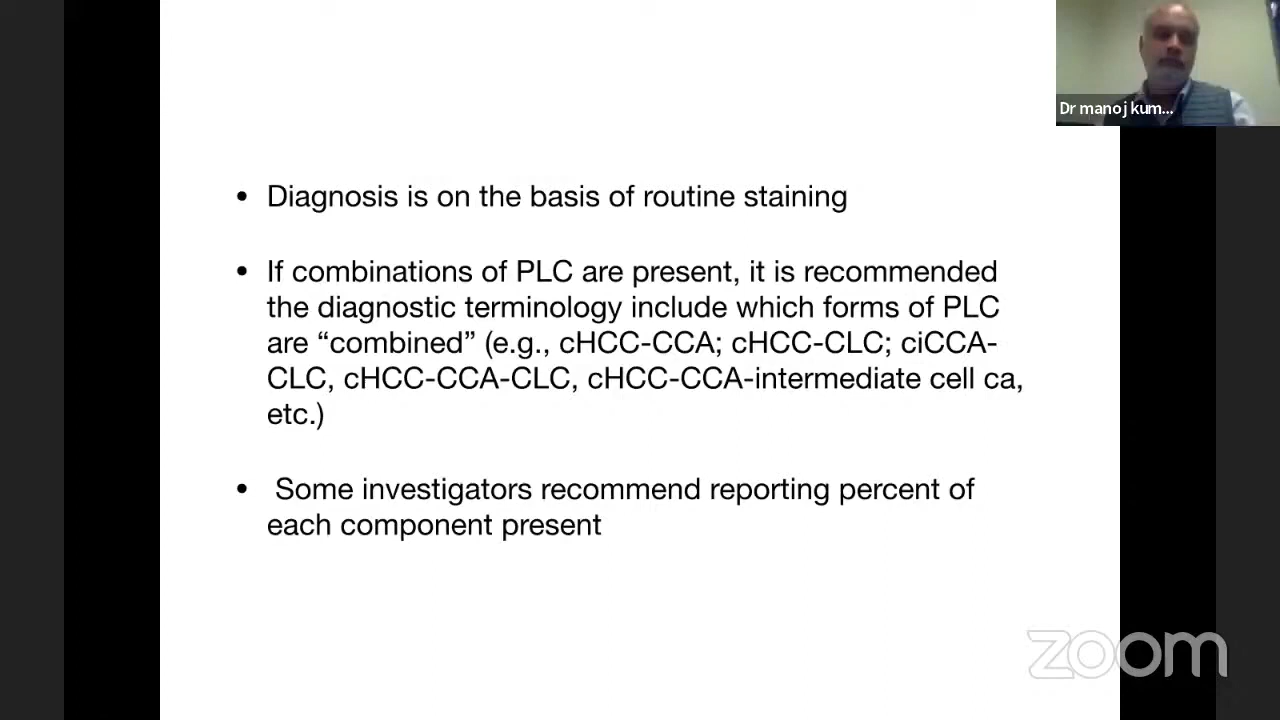 Dr manoj kum...
• Diagnosis is on the basis of routine staining
• If combinations of PLC are present, it is recommended
the diagnostic terminology include which forms of PLC
are “combined” (e.g., cHCC-CCA; cHCC-CLC; ciCCA-
CLC, cHCC-CCA-CLC, cHCC-CCA-intermediate cell ca,
etc.)
• Some investigators recommend reporting percent of
each component present
zoom